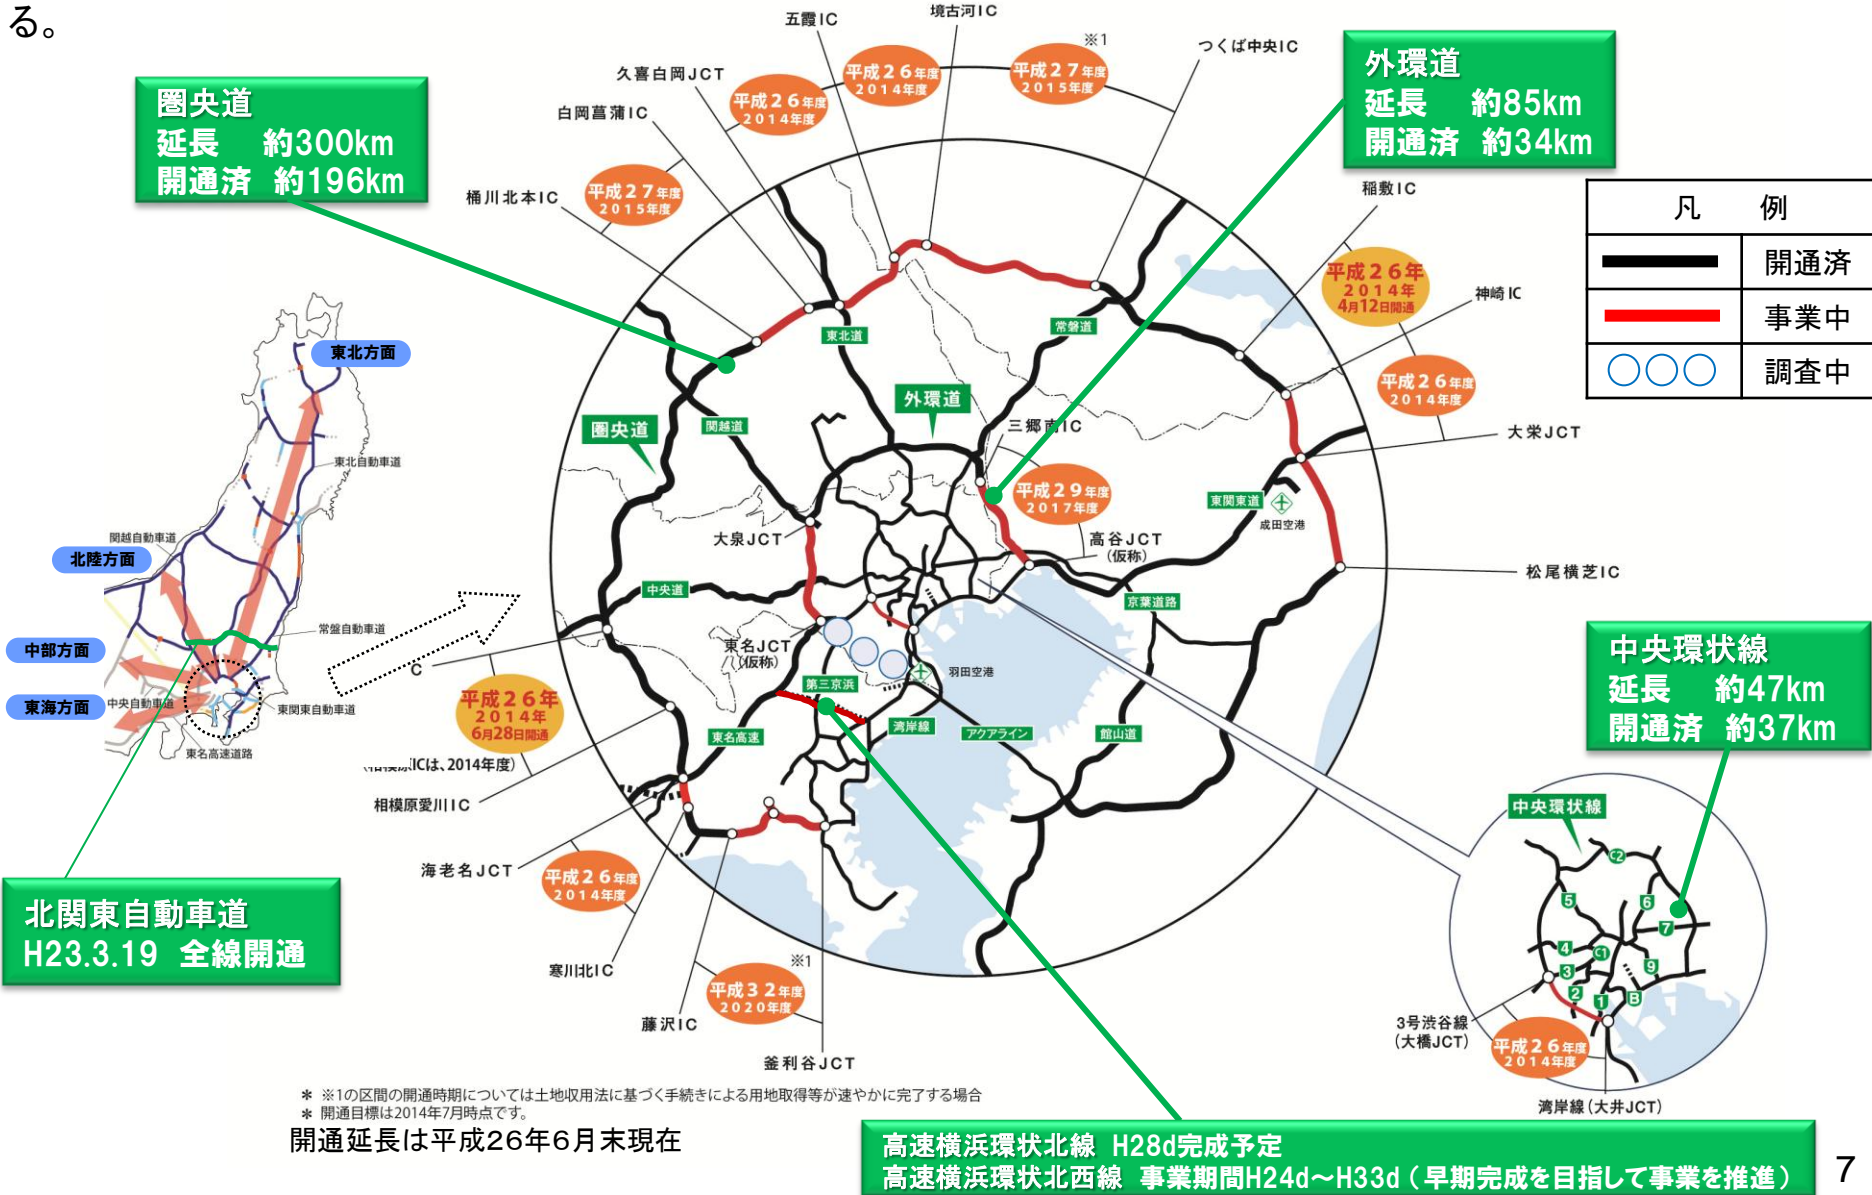 る。
五霞IC
境古河IC
※1
つくば中央IC
久喜白岡JCT
白岡菖蒲IC
桶川北本IC
平成26年度
2014年度
平成26年度
2014年度
平成27年度
2015年度
平成27年度
2015年度
圏央道
延長 約300km
開通済 約196km
外環道
延長 約85km
開通済 約34km
稲敷IC
平成26年
2014年
4月12日開通
神崎IC
平成26年度
2014年度
大栄JCT
松尾横芝IC
凡 例
開通済
事業中
調査中
東北道
常磐道
外環道
圏央道
関越道
三郷南IC
平成29年度
2017年度
高谷JCT
(仮称)
東関東道
成田空港
大泉JCT
中央道
京葉道路
東名JCT
(仮称)
羽田空港
第三京浜
湾岸線
東名高速
アクアライン
館山道
東北方面
東北自動車道
関越自動車道
北陸方面
常盤自動車道
中部方面
東海方面
中央自動車道
東関東自動車道
東名高速道路
C
平成26年
2014年
6月28日開通
(相模原ICは、2014年度)
相模原愛川IC
海老名JCT
平成26年度
2014年度
寒川北IC
藤沢IC
※1
平成32年度
2020年度
釜利谷JCT
北関東自動車道
H23.3.19 全線開通
中央環状線
延長 約47km
開通済 約37km
中央環状線
C2
5
6
7
4
C1
3
9
2
1
B
3号渋谷線
(大橋JCT)
平成26年度
2014年度
湾岸線(大井JCT)
* ※1の区間の開通時期については土地収用法に基づく手続きによる用地取得等が速やかに完了する場合
* 開通目標は2014年7月時点です。
開通延長は平成26年6月末現在
高速横浜環状北線 H28d完成予定
高速横浜環状北西線 事業期間H24d~H33d(早期完成を目指して事業を推進)
7